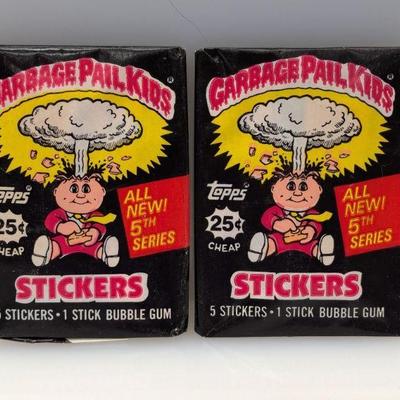 GARBAGE PAIL KIDS ®
Topps ®
25¢
CHEAP
ALL
NEW!
5TH
SERIES
STICKERS
5 STICKERS • 1 STICK BUBBLE GUM
GARBAGE PAIL KIDS ®
Topps ®
25¢
CHEAP
ALL
NEW!
5TH
SERIES
STICKERS
5 STICKERS • 1 STICK BUBBLE GUM